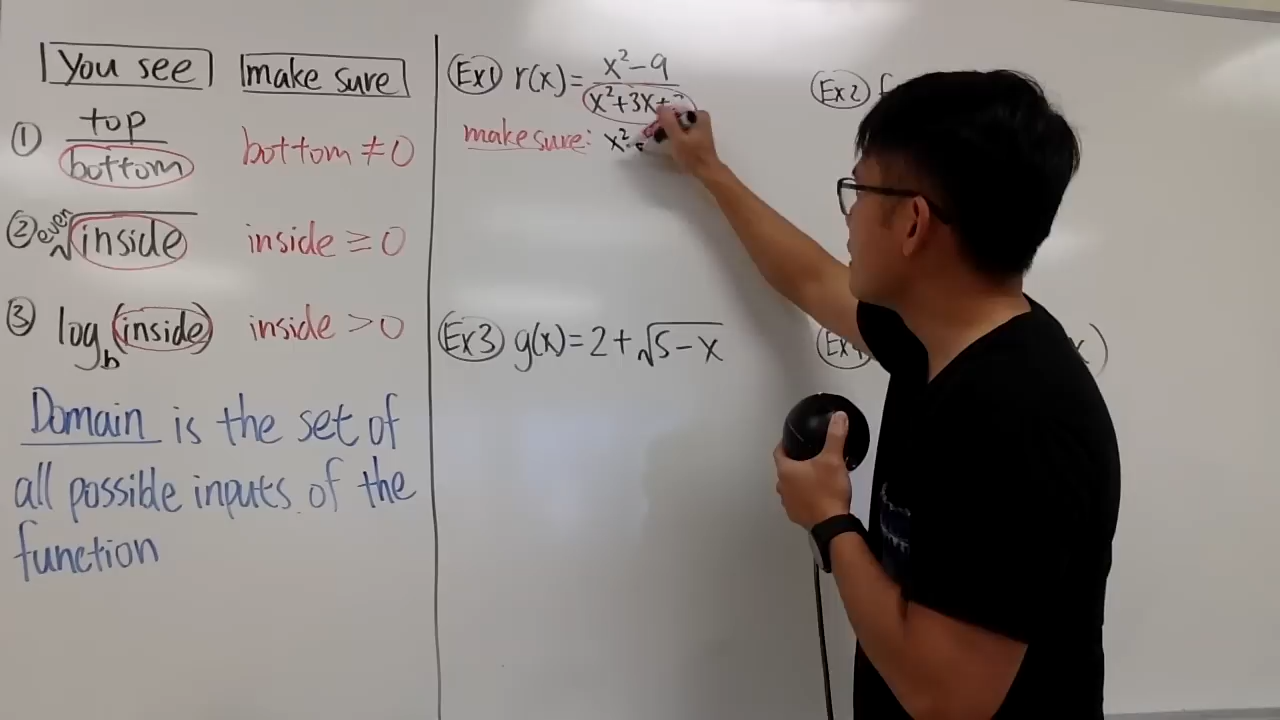 You see
make sure
① top
bottom
bottom ≠ 0
② even√inside
inside ≥ 0
③ log_b(inside)
inside > 0
Domain is the set of
all possible inputs of the
function
Ex1 r(x) = x²-9
x²+3x+
make sure: x²
Ex2 f
Ex3 g(x) = 2+√5-x
x)